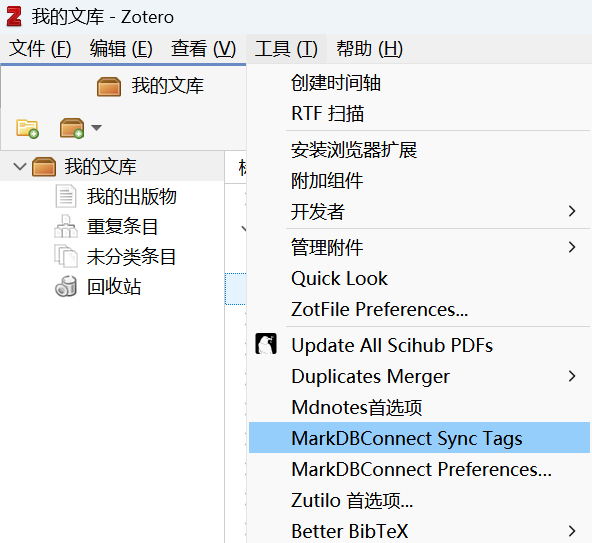 我的文库 - Zotero
文件 (F) 编辑 (E) 查看 (V) 工具 (T) 帮助 (H)
我的文库
我的文库
我的出版物
重复条目
未分类条目
回收站
创建时间轴
RTF 扫描
安装浏览器扩展
附加组件
开发者
管理附件
Quick Look
ZotFile Preferences...
Update All Scihub PDFs
Duplicates Merger
Mdnotes首选项
MarkDBConnect Sync Tags
MarkDBConnect Preferences...
Zutilo 首选项...
Better BibTeX